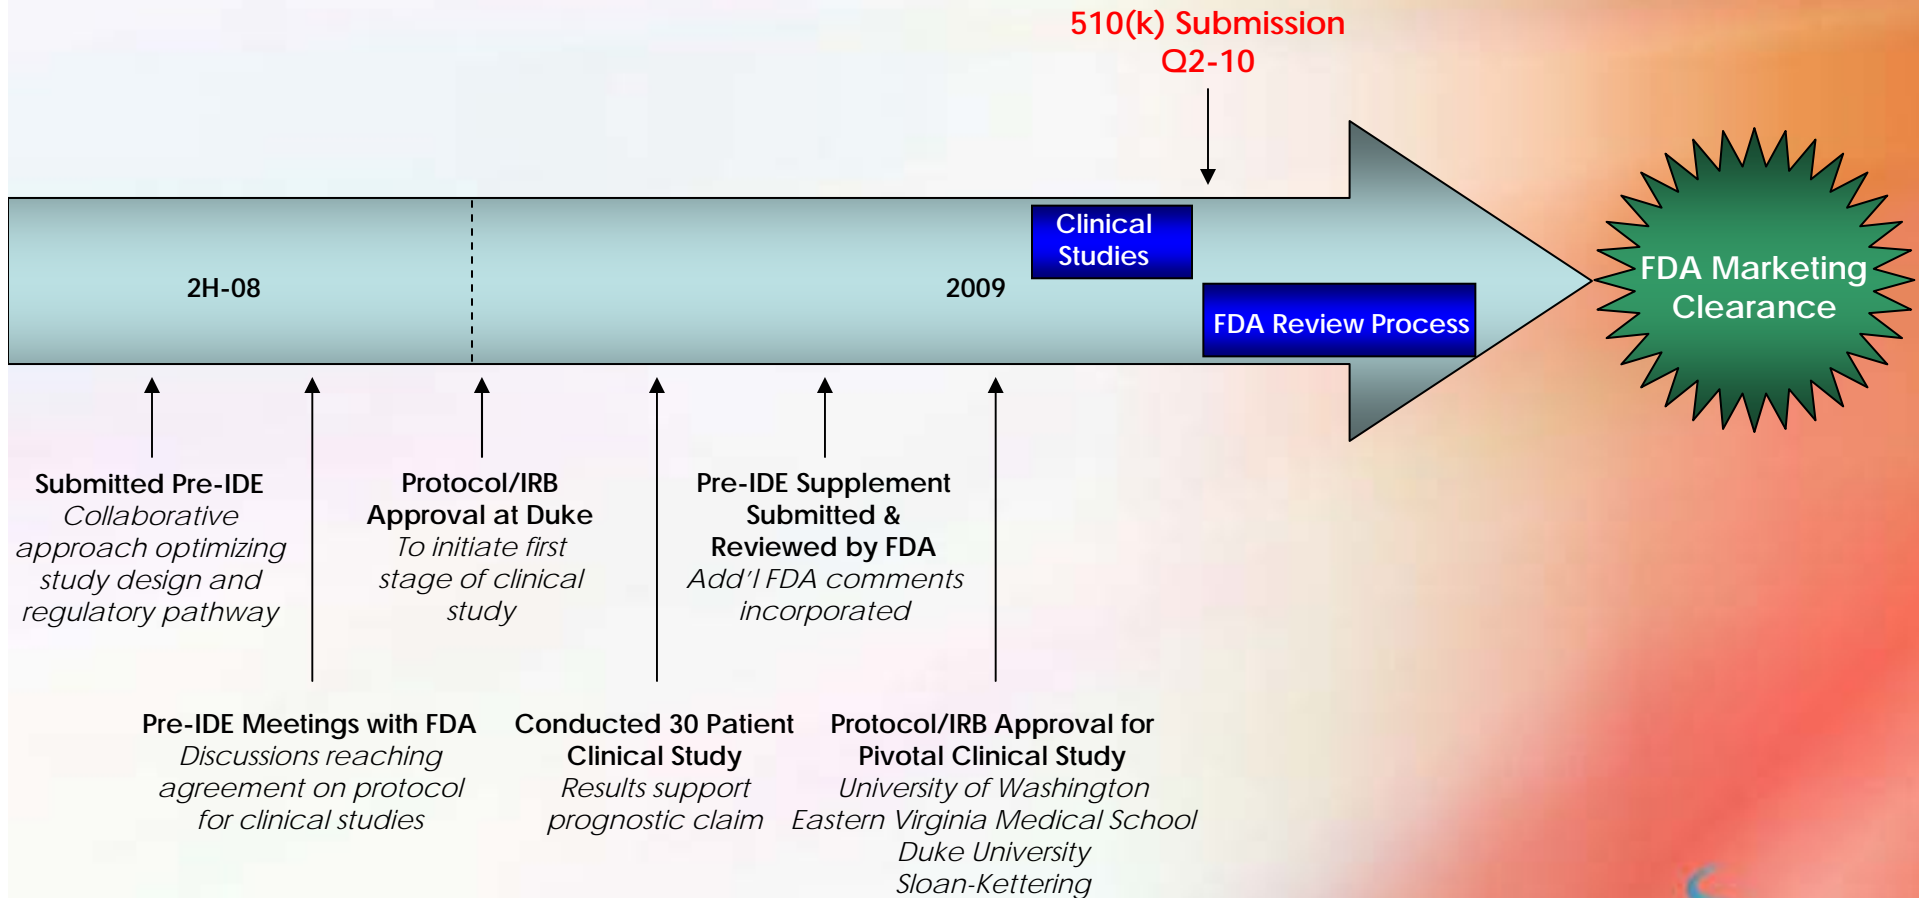 510(k) Submission
Q2-10
Clinical
Studies
2H-08
2009
FDA Review Process
FDA Marketing
Clearance
Submitted Pre-IDE
Collaborative
approach optimizing
study design and
regulatory pathway
Protocol/IRB
Approval at Duke
To initiate first
stage of clinical
study
Pre-IDE Supplement
Submitted &
Reviewed by FDA
Add'l FDA comments
incorporated
Pre-IDE Meetings with FDA
Discussions reaching
agreement on protocol
for clinical studies
Conducted 30 Patient
Clinical Study
Results support
prognostic claim
Protocol/IRB Approval for
Pivotal Clinical Study
University of Washington
Eastern Virginia Medical School
Duke University
Sloan-Kettering